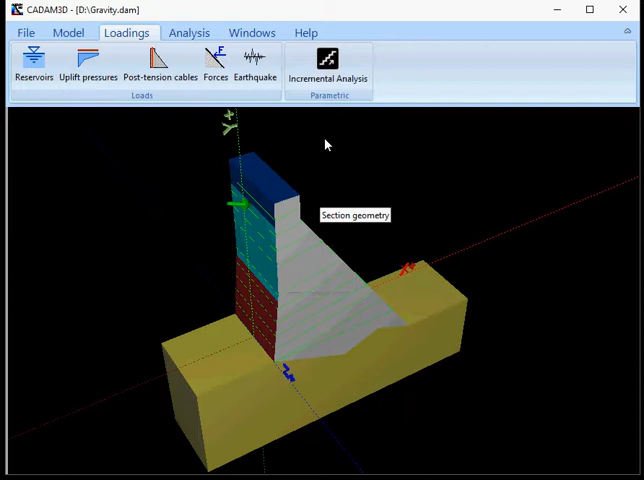 CADAM3D - [D:\Gravity.dam]
File Model Loadings Analysis Windows Help
Reservoirs Uplift pressures Post-tension cables Forces Earthquake Incremental Analysis
Loads Parametric
Y+
Section geometry
X+
Z+